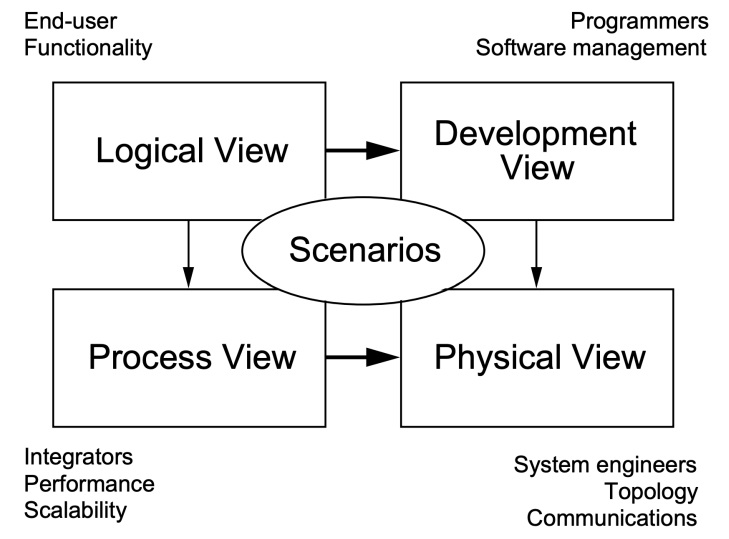 End-user
Functionality
Programmers
Software management
Logical View
Development
View
Scenarios
Process View
Physical View
Integrators
Performance
Scalability
System engineers
Topology
Communications